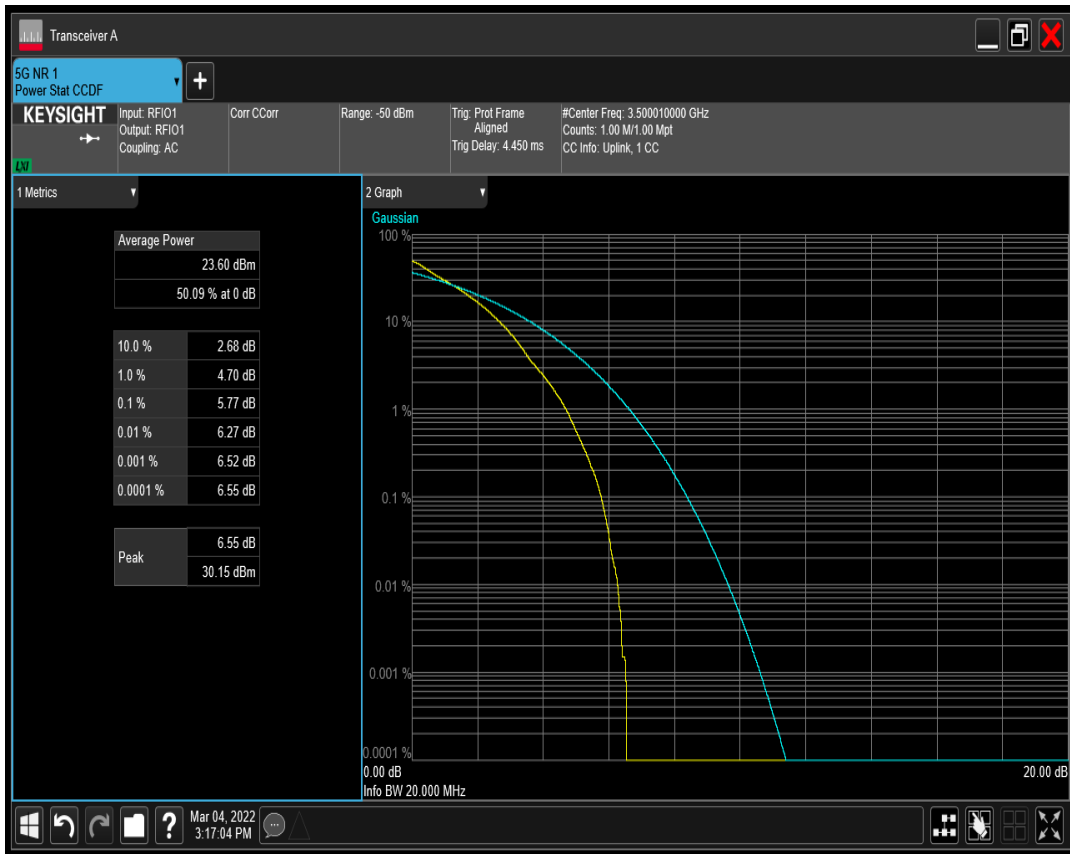 Transceiver A
5G NR 1
Power Stat CCDF
KEYSIGHT
LXI
Input: RFIO1
Output: RFIO1
Coupling: AC
Corr CCorr
Range: -50 dBm
Trig: Prot Frame
Aligned
Trig Delay: 4.450 ms
#Center Freq: 3.500010000 GHz
Counts: 1.00 M/1.00 Mpt
CC Info: Uplink, 1 CC
1 Metrics
Average Power
23.60 dBm
50.09 % at 0 dB
10.0 % 2.68 dB
1.0 % 4.70 dB
0.1 % 5.77 dB
0.01 % 6.27 dB
0.001 % 6.52 dB
0.0001 % 6.55 dB
Peak
6.55 dB
30.15 dBm
2 Graph
Gaussian
100 %
10 %
1 %
0.1 %
0.01 %
0.001 %
0.0001 %
0.00 dB 20.00 dB
Info BW 20.000 MHz
?
Mar 04, 2022
3:17:04 PM